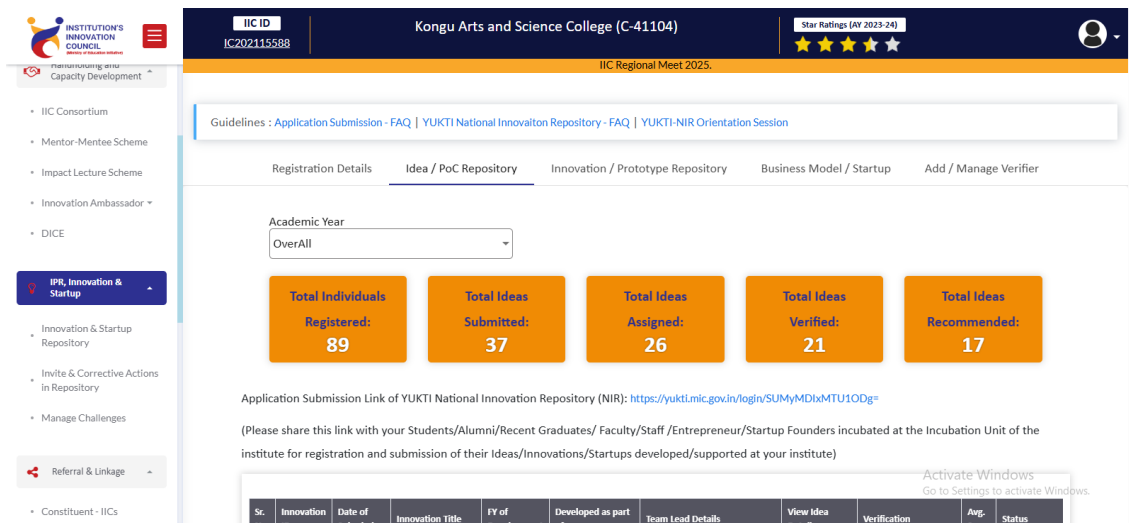 INSTITUTION'S
INNOVATION
COUNCIL
(Ministry of Education Initiative)
IIC ID
IC202115588
Kongu Arts and Science College (C-41104)
Star Ratings (AY 2023-24)
IIC Regional Meet 2025.
Handholding and
Capacity Development
IIC Consortium
Mentor-Mentee Scheme
Impact Lecture Scheme
Innovation Ambassador
DICE
IPR, Innovation &
Startup
Innovation & Startup
Repository
Invite & Corrective Actions
in Repository
Manage Challenges
Referral & Linkage
Constituent - IICs
Guidelines : Application Submission - FAQ | YUKTI National Innovaiton Repository - FAQ | YUKTI-NIR Orientation Session
Registration Details Idea / PoC Repository Innovation / Prototype Repository Business Model / Startup Add / Manage Verifier
Academic Year
OverAll
Total Individuals
Registered:
89
Total Ideas
Submitted:
37
Total Ideas
Assigned:
26
Total Ideas
Verified:
21
Total Ideas
Recommended:
17
Application Submission Link of YUKTI National Innovation Repository (NIR): https://yukti.mic.gov.in/login/SUMyMDIxMTU1ODg=
(Please share this link with your Students/Alumni/Recent Graduates/ Faculty/Staff /Entrepreneur/Startup Founders incubated at the Incubation Unit of the
institute for registration and submission of their Ideas/Innovations/Startups developed/supported at your institute)
Activate Windows
Go to Settings to activate Windows.
Sr. Innovation Date of Innovation Title FY of Developed as part Team Lead Details View Idea Verification Avg. Status